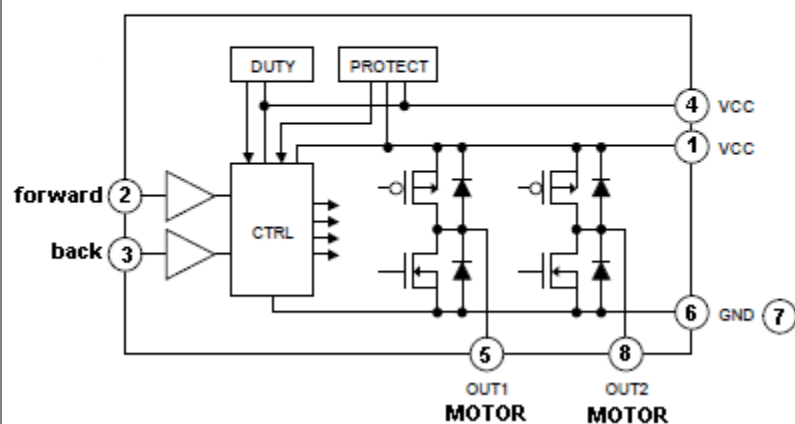 DUTY
PROTECT
4 VCC
1 VCC
forward 2
back 3
CTRL
6 GND 7
5
8
OUT1
OUT2
MOTOR
MOTOR